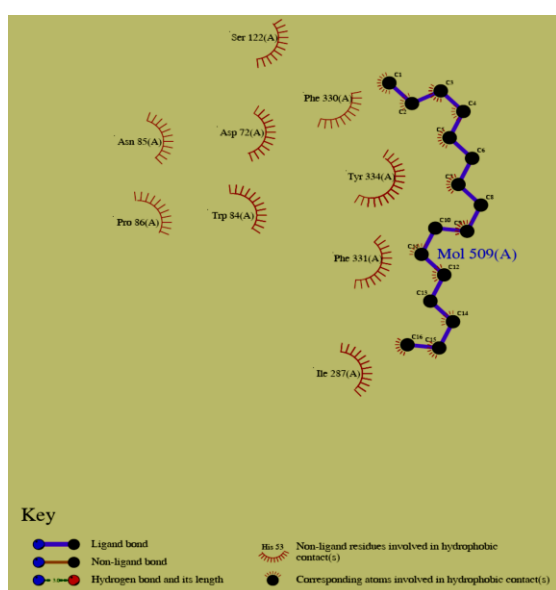 Ser 122(A)
C1
C3
Phe 330(A)
C2
C4
Asp 72(A)
Asn 85(A)
C5
C6
Tyr 334(A)
C8
Trp 84(A)
Pro 86(A)
C10
C9
Mol 509(A)
Phe 331(A)
C12
C13
C14
C16
C15
Ile 287(A)
Key
Ligand bond
His 53 Non-ligand residues involved in hydrophobic
contact(s)
Non-ligand bond
Hydrogen bond and its length
Corresponding atoms involved in hydrophobic contact(s)